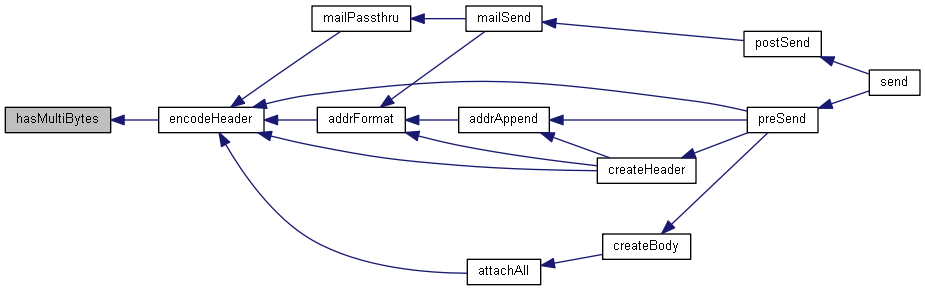 mailPassthru
mailSend
postSend
send
hasMultiBytes
encodeHeader
addrFormat
addrAppend
preSend
createHeader
createBody
attachAll